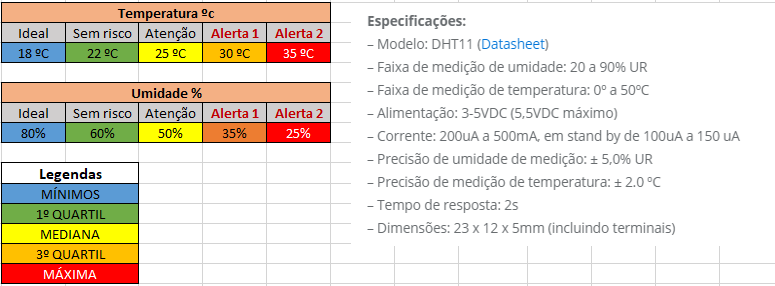 Temperatura ºc
Ideal Sem risco Atenção Alerta 1 Alerta 2
18 ºC 22 ºC 25 ºC 30 ºC 35 ºC
Umidade %
Ideal Sem risco Atenção Alerta 1 Alerta 2
80% 60% 50% 35% 25%
Legendas
MÍNIMOS
1º QUARTIL
MEDIANA
3º QUARTIL
MÁXIMA
Especificações:
– Modelo: DHT11 (Datasheet)
– Faixa de medição de umidade: 20 a 90% UR
– Faixa de medição de temperatura: 0º a 50ºC
– Alimentação: 3-5VDC (5,5VDC máximo)
– Corrente: 200uA a 500mA, em stand by de 100uA a 150 uA
– Precisão de umidade de medição: ± 5,0% UR
– Precisão de medição de temperatura: ± 2.0 ºC
– Tempo de resposta: 2s
– Dimensões: 23 x 12 x 5mm (incluindo terminais)